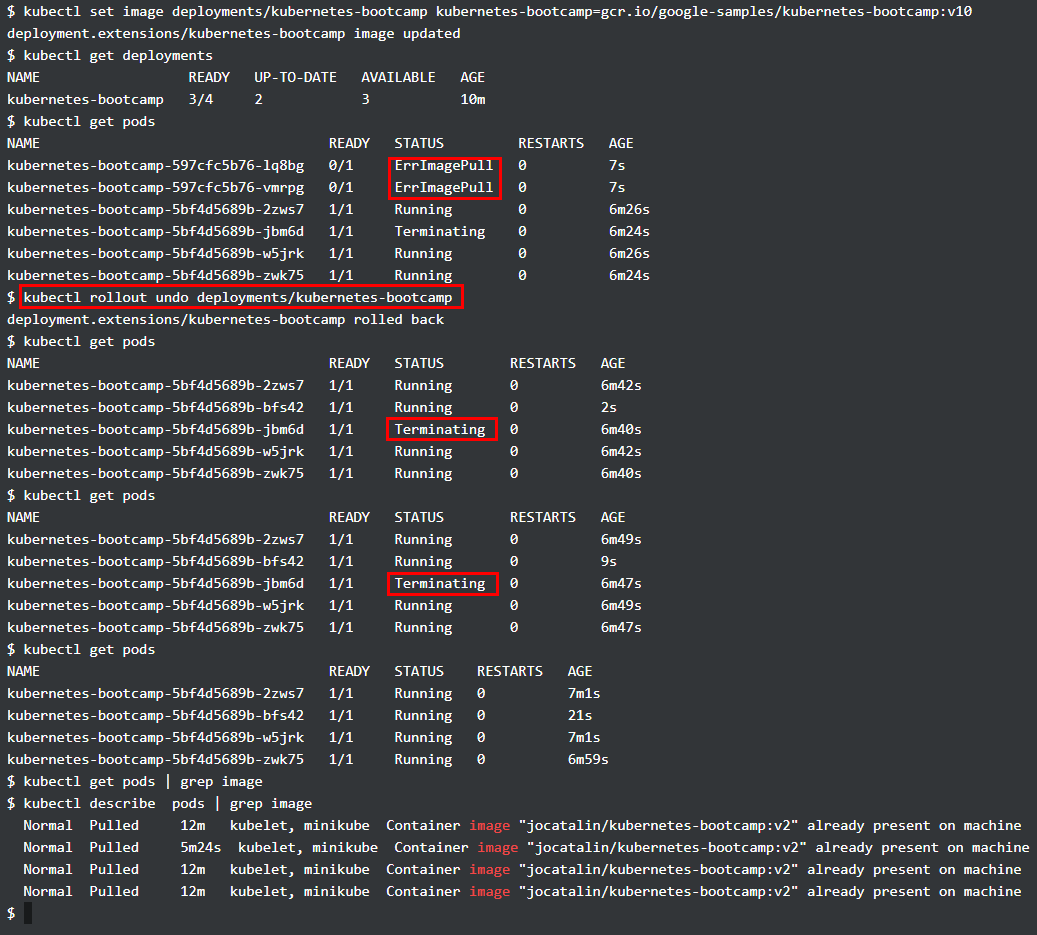 $ kubectl set image deployments/kubernetes-bootcamp kubernetes-bootcamp=gcr.io/google-samples/kubernetes-bootcamp:v10
deployment.extensions/kubernetes-bootcamp image updated
$ kubectl get deployments
NAME                  READY   UP-TO-DATE   AVAILABLE   AGE
kubernetes-bootcamp   3/4     2            3           10m
$ kubectl get pods
NAME                                   READY   STATUS         RESTARTS   AGE
kubernetes-bootcamp-597cfc5b76-lq8bg   0/1     ErrImagePull   0          7s
kubernetes-bootcamp-597cfc5b76-vmrpg   0/1     ErrImagePull   0          7s
kubernetes-bootcamp-5bf4d5689b-2zws7   1/1     Running        0          6m26s
kubernetes-bootcamp-5bf4d5689b-jbm6d   1/1     Terminating    0          6m24s
kubernetes-bootcamp-5bf4d5689b-w5jrk   1/1     Running        0          6m26s
kubernetes-bootcamp-5bf4d5689b-zwk75   1/1     Running        0          6m24s
$ kubectl rollout undo deployments/kubernetes-bootcamp
deployment.extensions/kubernetes-bootcamp rolled back
$ kubectl get pods
NAME                                   READY   STATUS        RESTARTS   AGE
kubernetes-bootcamp-5bf4d5689b-2zws7   1/1     Running       0          6m42s
kubernetes-bootcamp-5bf4d5689b-bfs42   1/1     Running       0          2s
kubernetes-bootcamp-5bf4d5689b-jbm6d   1/1     Terminating   0          6m40s
kubernetes-bootcamp-5bf4d5689b-w5jrk   1/1     Running       0          6m42s
kubernetes-bootcamp-5bf4d5689b-zwk75   1/1     Running       0          6m40s
$ kubectl get pods
NAME                                   READY   STATUS        RESTARTS   AGE
kubernetes-bootcamp-5bf4d5689b-2zws7   1/1     Running       0          6m49s
kubernetes-bootcamp-5bf4d5689b-bfs42   1/1     Running       0          9s
kubernetes-bootcamp-5bf4d5689b-jbm6d   1/1     Terminating   0          6m47s
kubernetes-bootcamp-5bf4d5689b-w5jrk   1/1     Running       0          6m49s
kubernetes-bootcamp-5bf4d5689b-zwk75   1/1     Running       0          6m47s
$ kubectl get pods
NAME                                   READY   STATUS    RESTARTS   AGE
kubernetes-bootcamp-5bf4d5689b-2zws7   1/1     Running   0          7m1s
kubernetes-bootcamp-5bf4d5689b-bfs42   1/1     Running   0          21s
kubernetes-bootcamp-5bf4d5689b-w5jrk   1/1     Running   0          7m1s
kubernetes-bootcamp-5bf4d5689b-zwk75   1/1     Running   0          6m59s
$ kubectl get pods | grep image
$ kubectl describe  pods | grep image
  Normal  Pulled     12m   kubelet, minikube  Container image "jocatalin/kubernetes-bootcamp:v2" already present on machine
  Normal  Pulled     5m24s  kubelet, minikube  Container image "jocatalin/kubernetes-bootcamp:v2" already present on machine
  Normal  Pulled     12m   kubelet, minikube  Container image "jocatalin/kubernetes-bootcamp:v2" already present on machine
  Normal  Pulled     12m   kubelet, minikube  Container image "jocatalin/kubernetes-bootcamp:v2" already present on machine
$